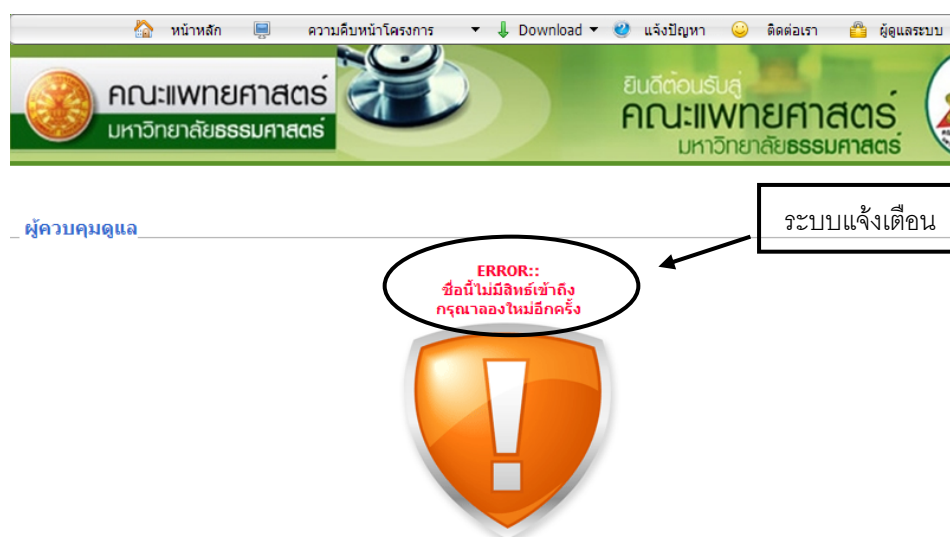 หน้าหลัก ความคืบหน้าโครงการ Download แจ้งปัญหา ติดต่อเรา ผู้ดูแลระบบ
คณะแพทยศาสตร์
มหาวิทยาลัยธรรมศาสตร์
ยินดีต้อนรับสู่
คณะแพทยศาสตร์
มหาวิทยาลัยธรรมศาสตร์
ระบบแจ้งเตือน
ผู้ควบคุมดูแล
ERROR::
ชื่อนี้ไม่มีสิทธ์เข้าถึง
กรุณาลองใหม่อีกครั้ง